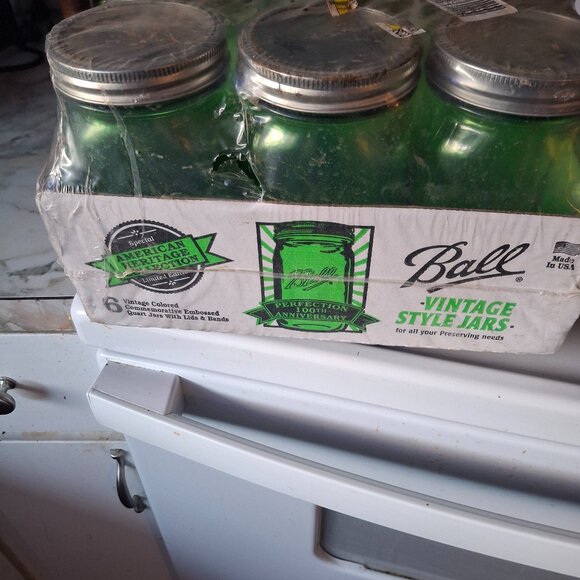 Ball
Special
AMERICAN
HERITAGE
COLLECTION
Limited Edition
6 Vintage Colored
Commemorative Embossed
Quart Jars With Lids & Bands
Ball
PERFECTION
100TH
ANNIVERSARY
Ball®
-VINTAGE
STYLE JARS-
for all your Preserving needs
Made
in USA